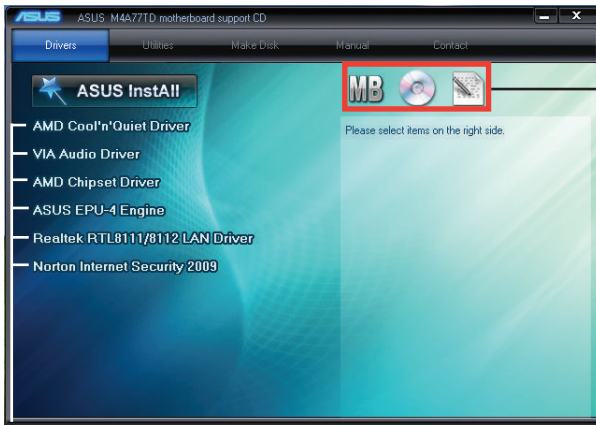 ASUS M4A77TD motherboard support CD
Drivers Utilities Make Disk Manual Contact
ASUS InstAll
MB
AMD Cool'n'Quiet Driver
Please select items on the right side.
VIA Audio Driver
AMD Chipset Driver
ASUS EPU-4 Engine
Realtek RTL8111/8112 LAN Driver
Norton Internet Security 2009